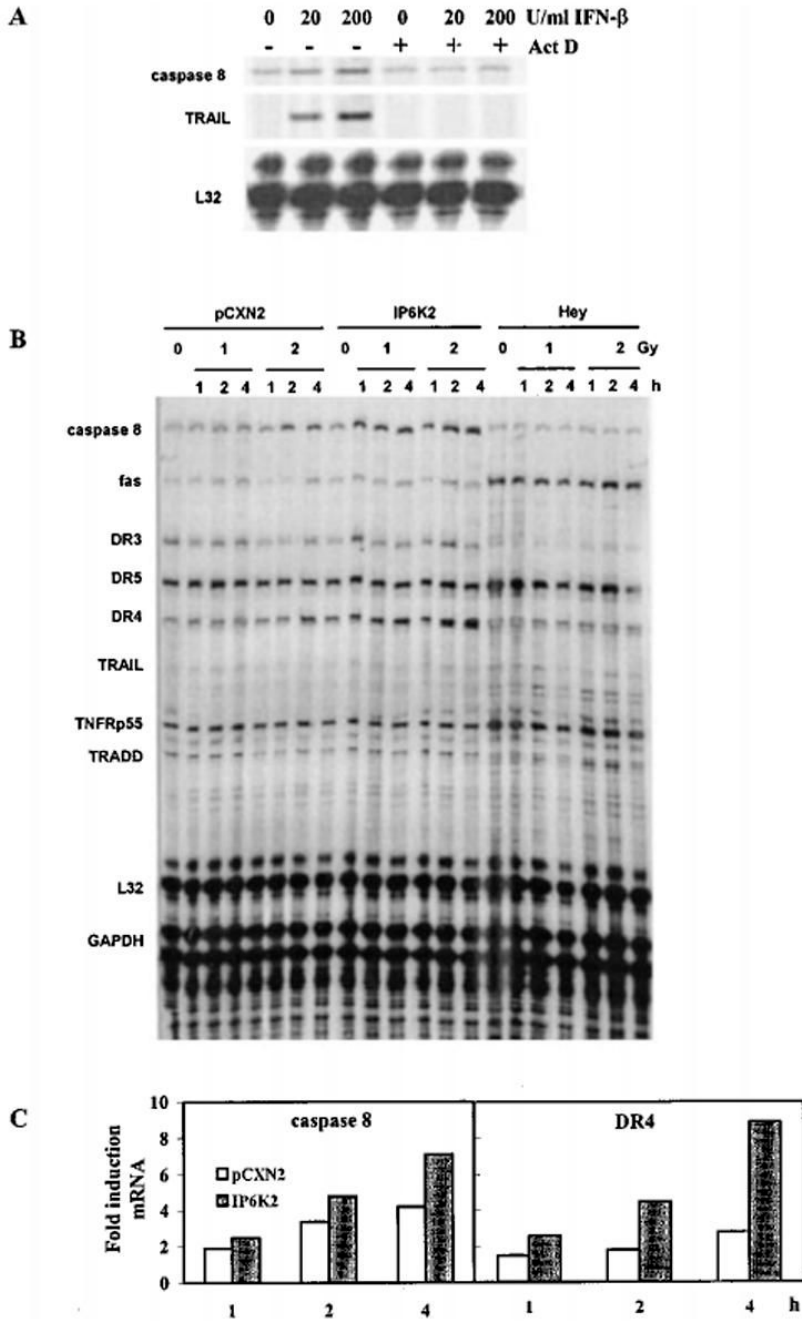 A
0 20 200 0 20 200 U/ml IFN-β
- - - + + + Act D
caspase 8
TRAIL
L32
B
pCXN2 IP6K2 Hey
0 1 2 0 1 2 0 1 2 Gy
1 2 4 1 2 4 1 2 4 1 2 4 1 2 4 1 2 4 h
caspase 8
fas
DR3
DR5
DR4
TRAIL
TNFRp55
TRADD
L32
GAPDH
C
Fold induction
mRNA
10
8
6
4
2
0
caspase 8 DR4
pCXN2
IP6K2
1 2 4 1 2 4 h